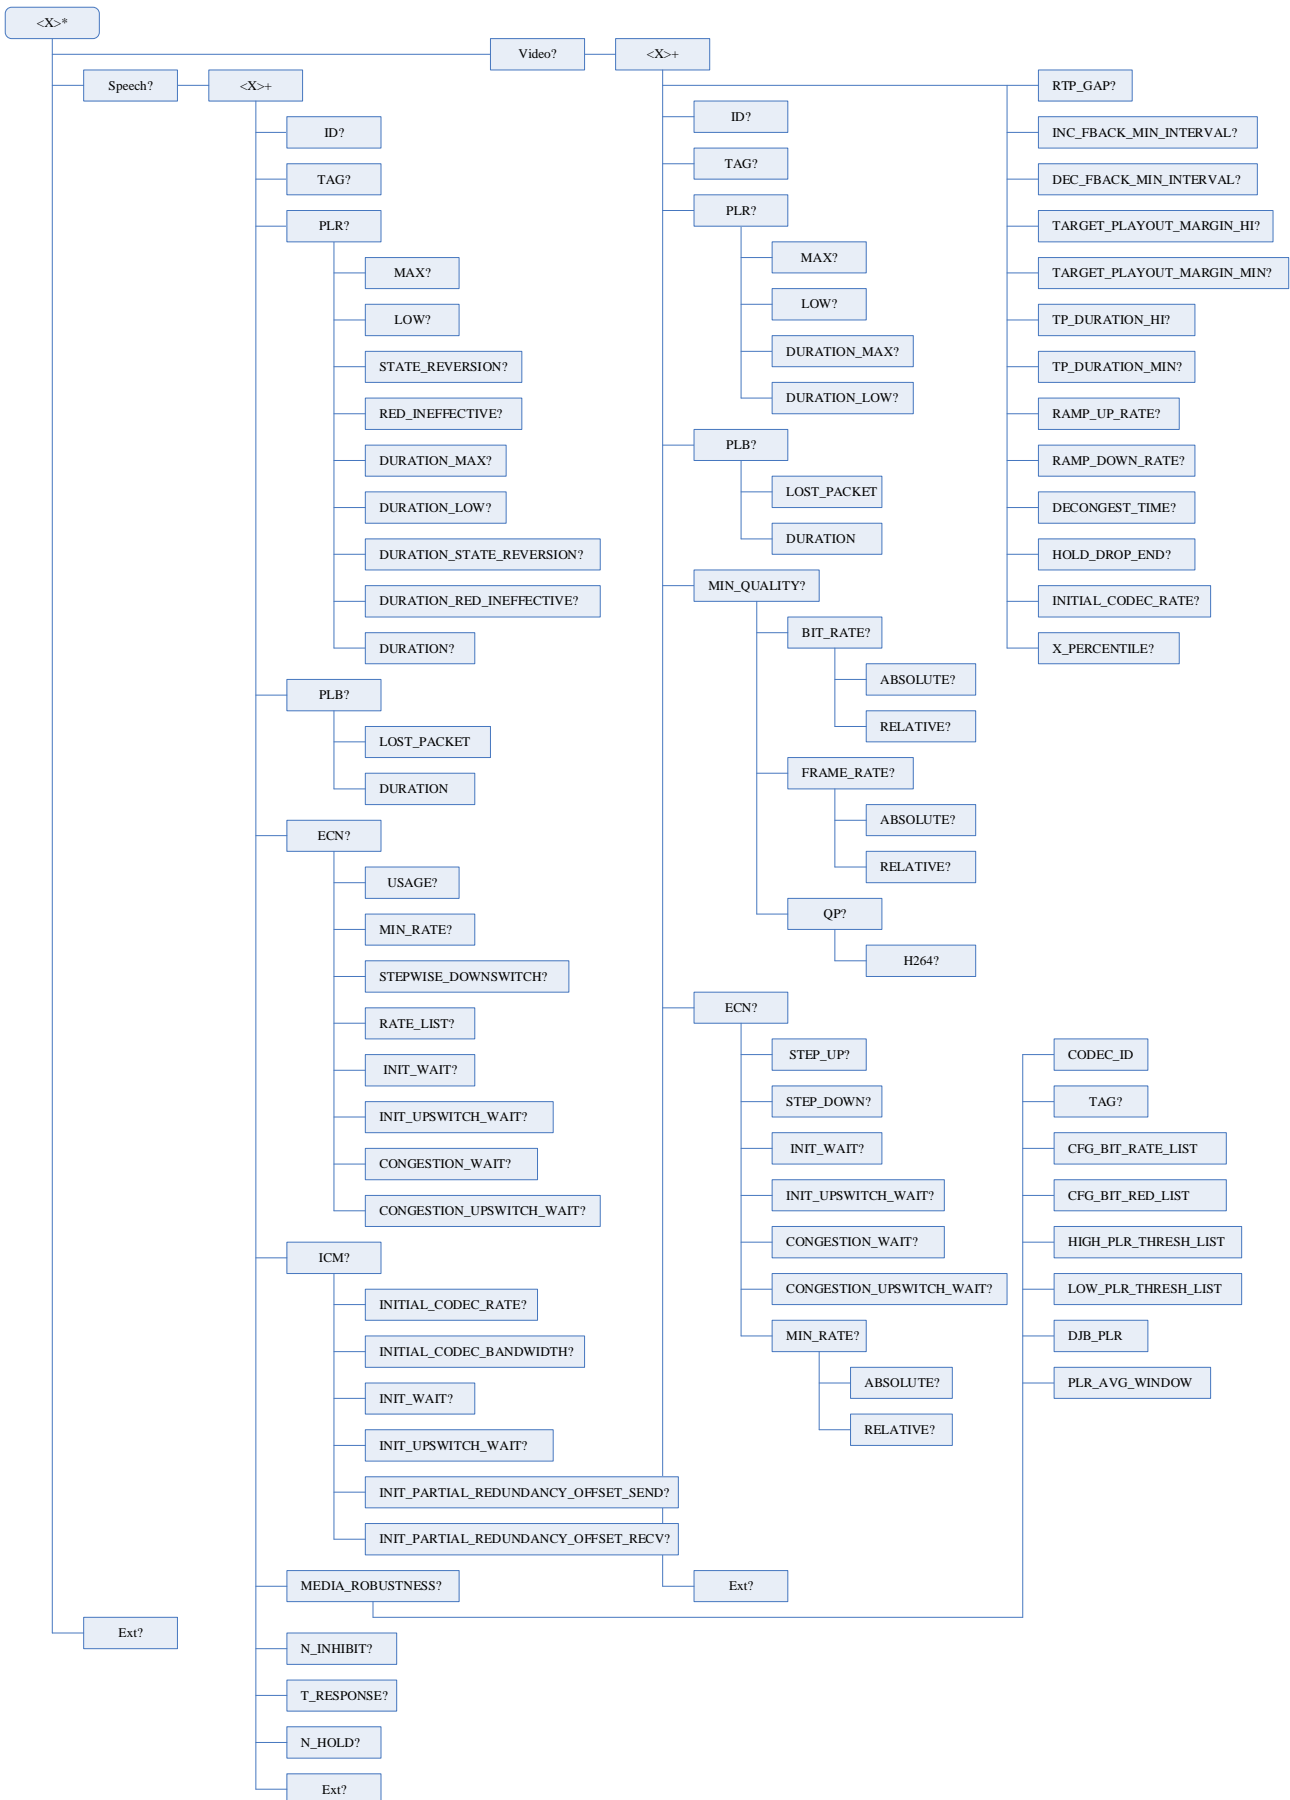 <X>*
Video?
<X>+
Speech?
<X>+
ID?
TAG?
PLR?
MAX?
LOW?
STATE_REVERSION?
RED_INEFFECTIVE?
DURATION_MAX?
DURATION_LOW?
DURATION_STATE_REVERSION?
DURATION_RED_INEFFECTIVE?
DURATION?
PLB?
LOST_PACKET
DURATION
ECN?
USAGE?
MIN_RATE?
STEPWISE_DOWNSWITCH?
RATE_LIST?
INIT_WAIT?
INIT_UPSWITCH_WAIT?
CONGESTION_WAIT?
CONGESTION_UPSWITCH_WAIT?
ICM?
INITIAL_CODEC_RATE?
INITIAL_CODEC_BANDWIDTH?
INIT_WAIT?
INIT_UPSWITCH_WAIT?
INIT_PARTIAL_REDUNDANCY_OFFSET_SEND?
INIT_PARTIAL_REDUNDANCY_OFFSET_RECV?
MEDIA_ROBUSTNESS?
N_INHIBIT?
T_RESPONSE?
N_HOLD?
Ext?
Ext?
ID?
TAG?
PLR?
MAX?
LOW?
DURATION_MAX?
DURATION_LOW?
PLB?
LOST_PACKET
DURATION
MIN_QUALITY?
BIT_RATE?
ABSOLUTE?
RELATIVE?
FRAME_RATE?
ABSOLUTE?
RELATIVE?
QP?
H264?
ECN?
STEP_UP?
STEP_DOWN?
INIT_WAIT?
INIT_UPSWITCH_WAIT?
CONGESTION_WAIT?
CONGESTION_UPSWITCH_WAIT?
MIN_RATE?
ABSOLUTE?
RELATIVE?
Ext?
RTP_GAP?
INC_FBACK_MIN_INTERVAL?
DEC_FBACK_MIN_INTERVAL?
TARGET_PLAYOUT_MARGIN_HI?
TARGET_PLAYOUT_MARGIN_MIN?
TP_DURATION_HI?
TP_DURATION_MIN?
RAMP_UP_RATE?
RAMP_DOWN_RATE?
DECONGEST_TIME?
HOLD_DROP_END?
INITIAL_CODEC_RATE?
X_PERCENTILE?
CODEC_ID
TAG?
CFG_BIT_RATE_LIST
CFG_BIT_RED_LIST
HIGH_PLR_THRESH_LIST
LOW_PLR_THRESH_LIST
DJB_PLR
PLR_AVG_WINDOW